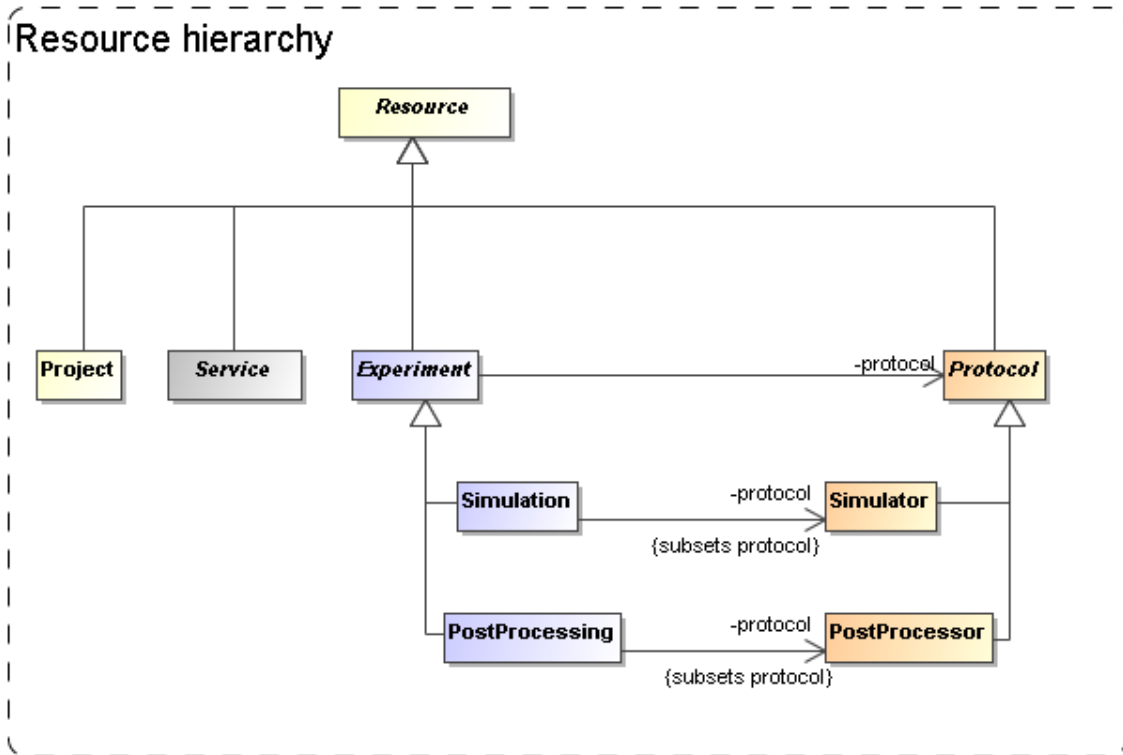 Resource hierarchy
Resource
Project
Service
Experiment
-protocol
Protocol
Simulation
-protocol
{subsets protocol}
Simulator
PostProcessing
-protocol
{subsets protocol}
PostProcessor